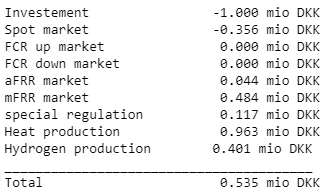 Investement -1.000 mio DKK
Spot market -0.356 mio DKK
FCR up market 0.000 mio DKK
FCR down market 0.000 mio DKK
aFRR market 0.044 mio DKK
mFRR market 0.484 mio DKK
special regulation 0.117 mio DKK
Heat production 0.963 mio DKK
Hydrogen production 0.401 mio DKK
Total 0.535 mio DKK